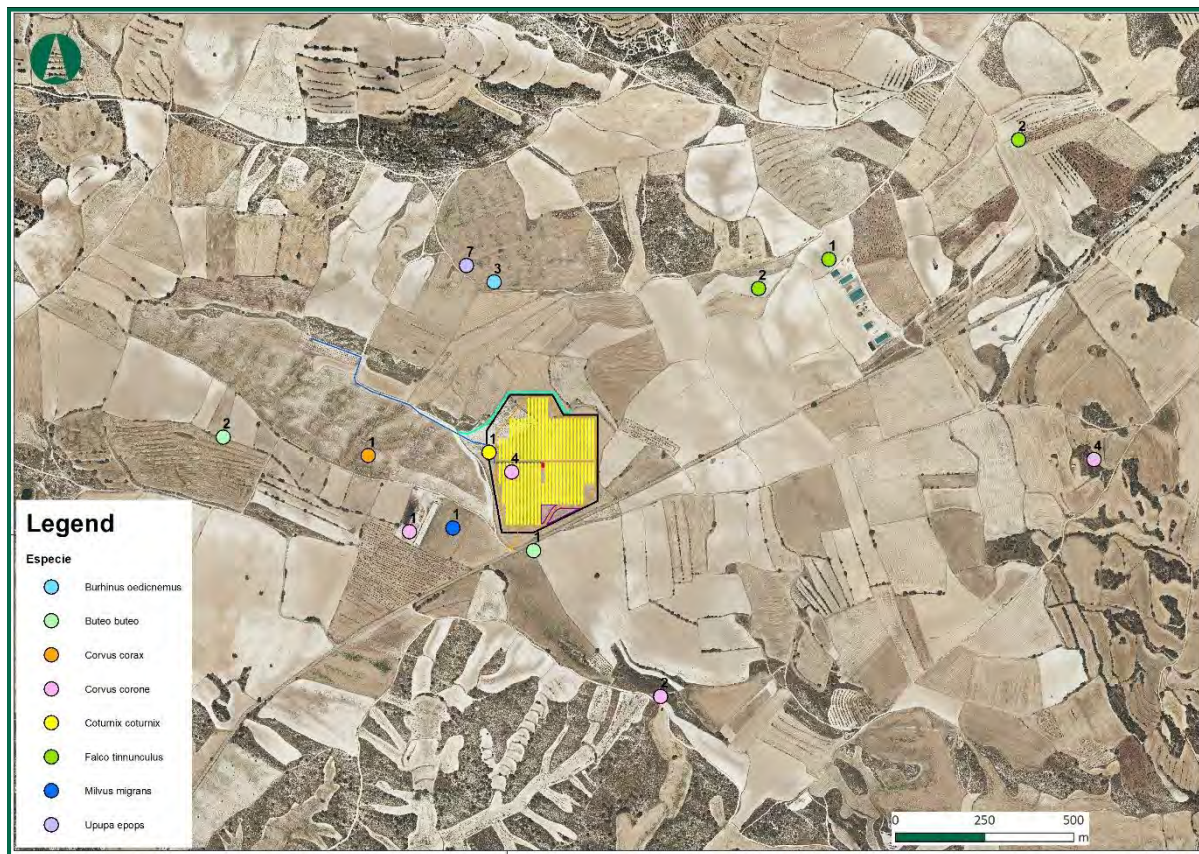 2
1
2
7
3
2
1
1
4
4
1
1
1
2
Legend
Especie
Burhinus oedicnemus
Buteo buteo
Corvus corax
Corvus corone
Coturnix coturnix
Falco tinnunculus
Milvus migrans
Upupa epops
0 250 500
m